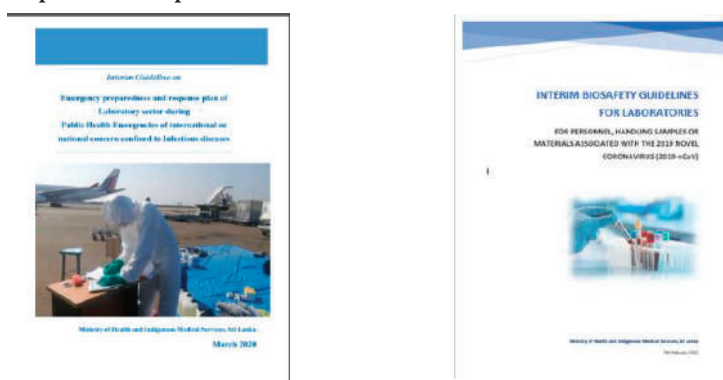 Interim Guideline on
Emergency preparedness and response plan of
Laboratory sector during
Public Health Emergencies of international or
national concern confined to Infectious diseases
Ministry of Health and Indigenous Medical Services, Sri Lanka
March 2020
INTERIM BIOSAFETY GUIDELINES
FOR LABORATORIES
FOR PERSONNEL, HANDLING SAMPLES OR
MATERIALS ASSOCIATED WITH THE 2019 NOVEL
CORONAVIRUS (2019-nCoV)
Ministry of Health and Indigenous Medical Services, Sri Lanka
February 2020